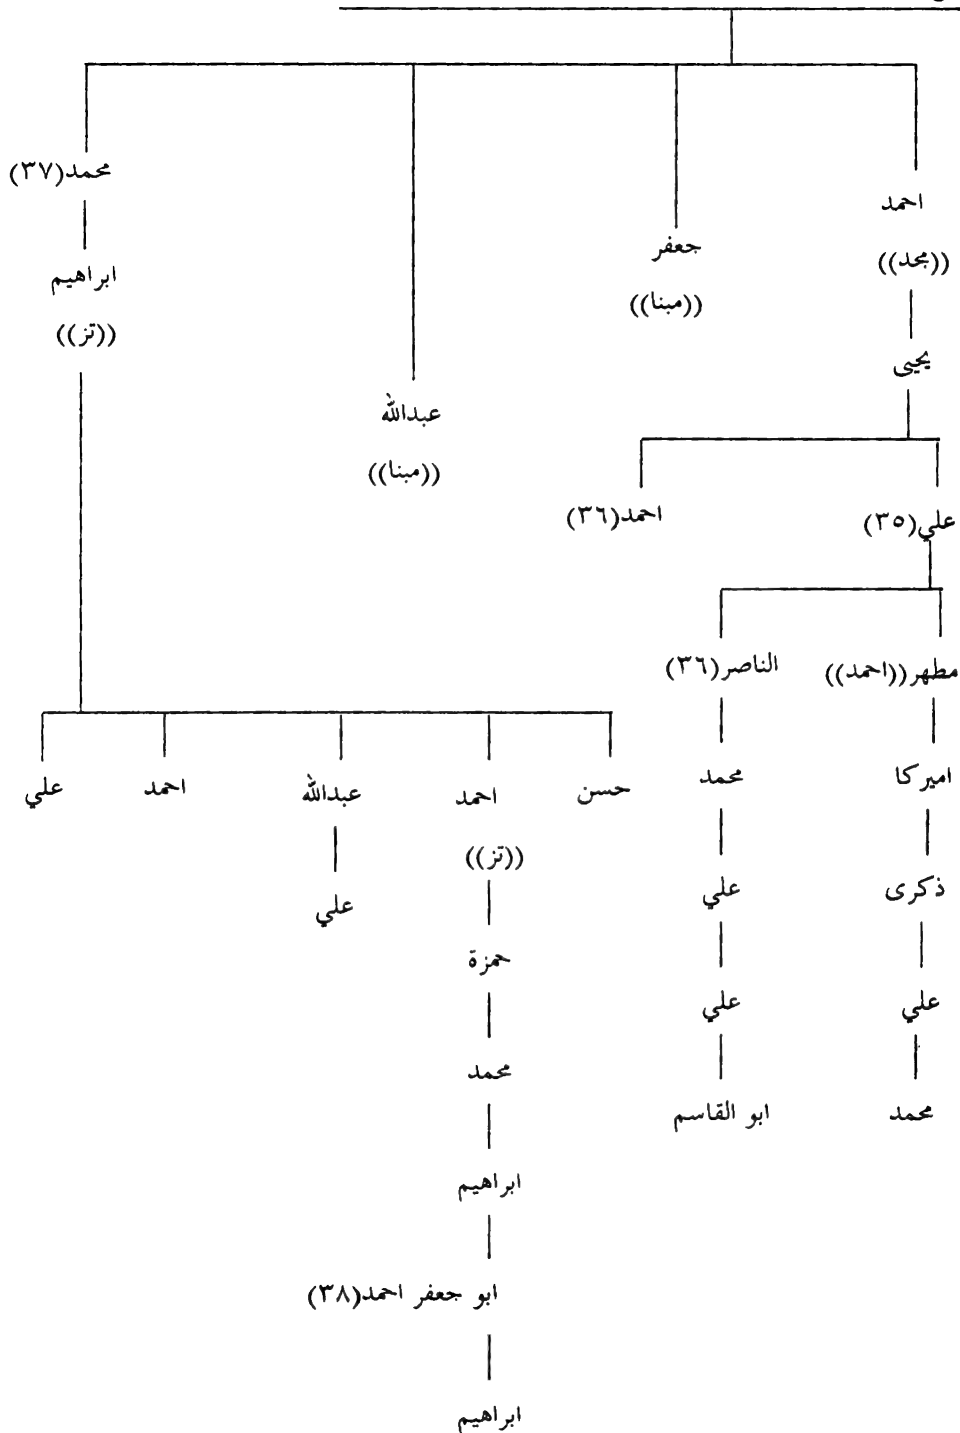 محمد(٣٧)
احمد
جعفر
((محمد))
ابراهيم
((مبنا))
((تز))
يحيى
عبدالله
((مبنا))
احمد(٣٦)
علي(٣٥)
مطهر((احمد))
الناصر(٣٦)
اميركا
محمد
حسن
احمد
عبدالله
احمد
علي
((تز))
ذكرى
علي
علي
حمزة
علي
علي
محمد
محمد
ابو القاسم
ابراهيم
ابو جعفر احمد(٣٨)
ابراهيم